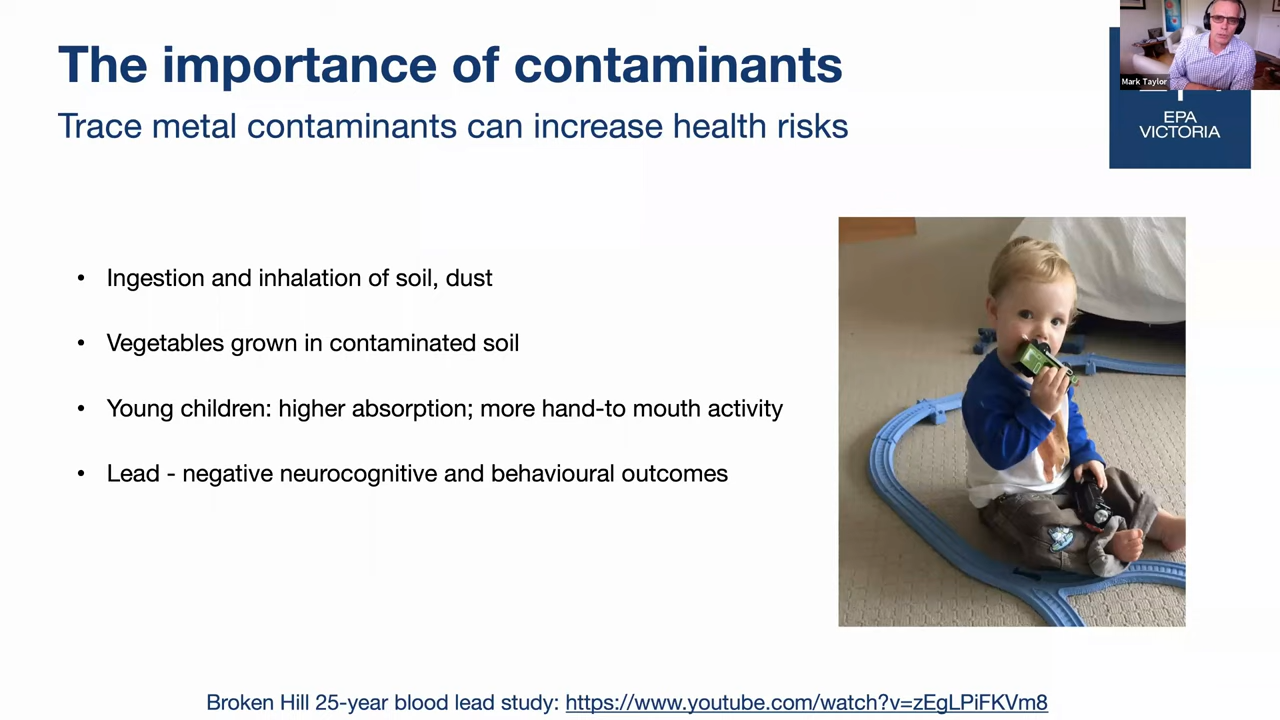 The importance of contaminants
Trace metal contaminants can increase health risks
Mark Taylor
EPA
VICTORIA
• Ingestion and inhalation of soil, dust
• Vegetables grown in contaminated soil
• Young children: higher absorption; more hand-to mouth activity
• Lead - negative neurocognitive and behavioural outcomes
Broken Hill 25-year blood lead study: https://www.youtube.com/watch?v=zEgLPiFKVm8